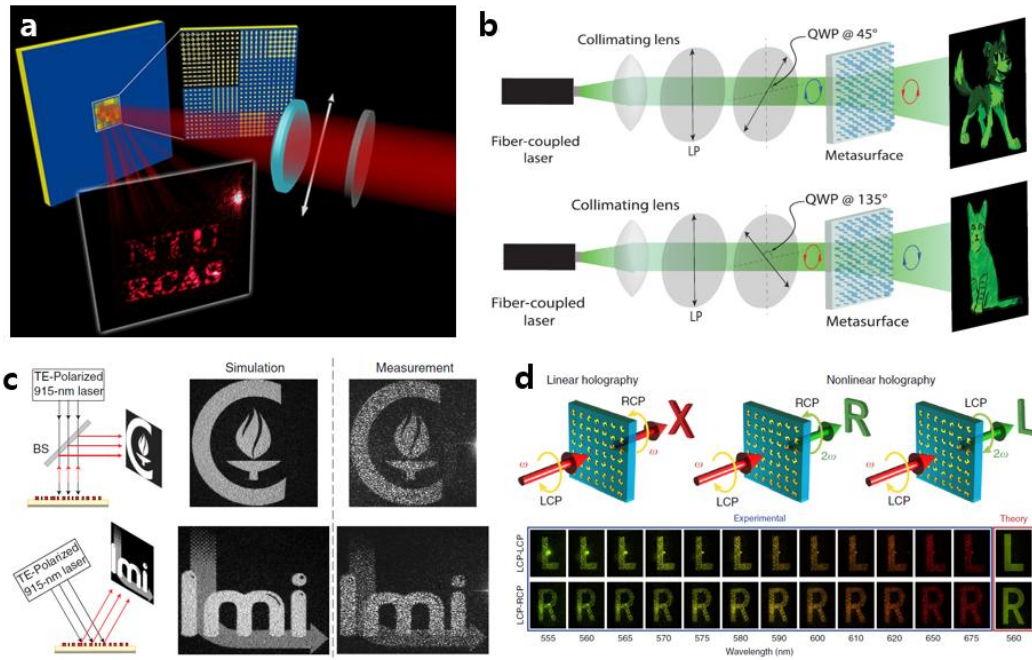 a
NTU
RCAS
b
Collimating lens
QWP @ 45°
Fiber-coupled
laser
LP
Metasurface
Collimating lens
QWP @ 135°
Fiber-coupled
laser
LP
Metasurface
c
Simulation
Measurement
TE-Polarized
915-nm laser
BS
TE-Polarized
915-nm laser
lmi
lmi
lmi
d
Linear holography
Nonlinear holography
RCP
X
ω
ω
LCP
RCP
R
2ω
ω
LCP
LCP
L
2ω
ω
LCP
Experimental
Theory
LCP-LCP
L L L L L L L L L L L L L
LCP-RCP
R R R R R R R R R R R R R
555 560 565 570 575 580 590 600 610 620 650 675 560
Wavelength (nm)